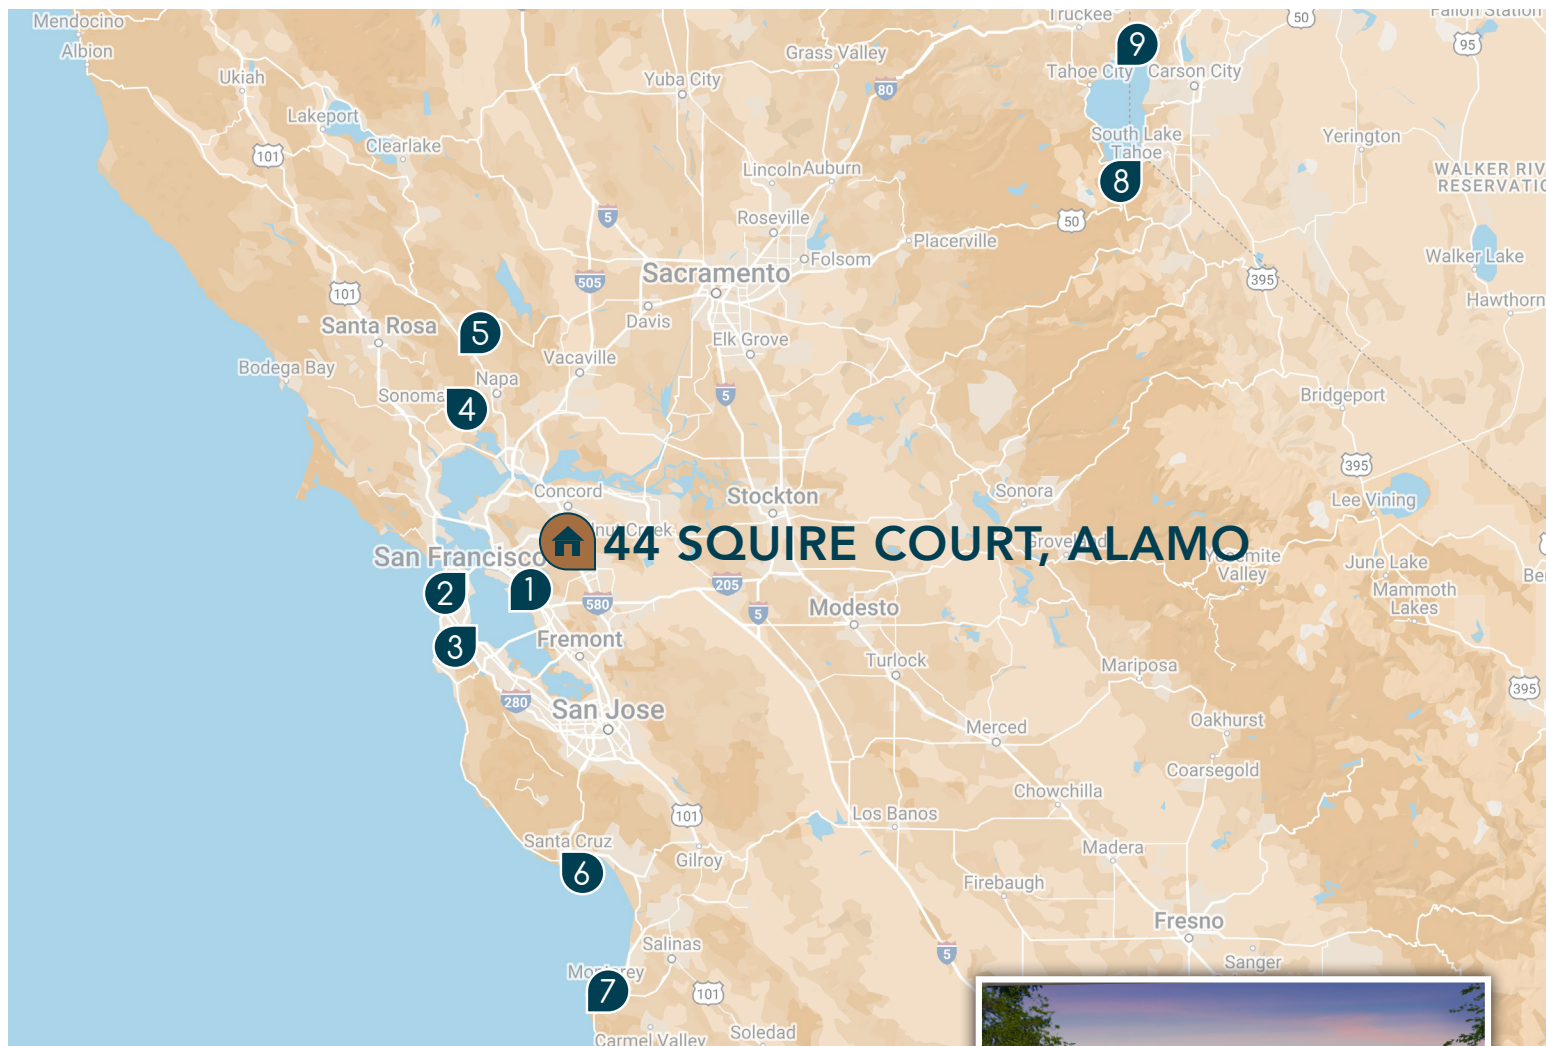 Mendocino
Albion
Ukiah
Lakeport
Clearlake
101
Yuba City
Grass Valley
80
Truckee
9
50
Fallon Station
95
Tahoe City
Carson City
South Lake
Tahoe
8
Yerington
Lincoln
Auburn
Roseville
5
50
Placerville
Folsom
Sacramento
505
Davis
Elk Grove
395
Walker Lake
101
Santa Rosa
5
Vacaville
Bodega Bay
Napa
Sonoma
4
5
Bridgeport
395
Lee Vining
Concord
Stockton
Sonora
44 SQUIRE COURT, ALAMO
San Francisco
2
1
3
580
205
5
Fremont
Modesto
Valley
June Lake
Mammoth
Lakes
Turlock
Mariposa
395
280
San Jose
Merced
Oakhurst
Coarsegold
Chowchilla
101
Los Banos
Santa Cruz
Gilroy
6
Madera
Firebaugh
Fresno
Salinas
5
Sanger
7
101
Carmel Valley
Soledad